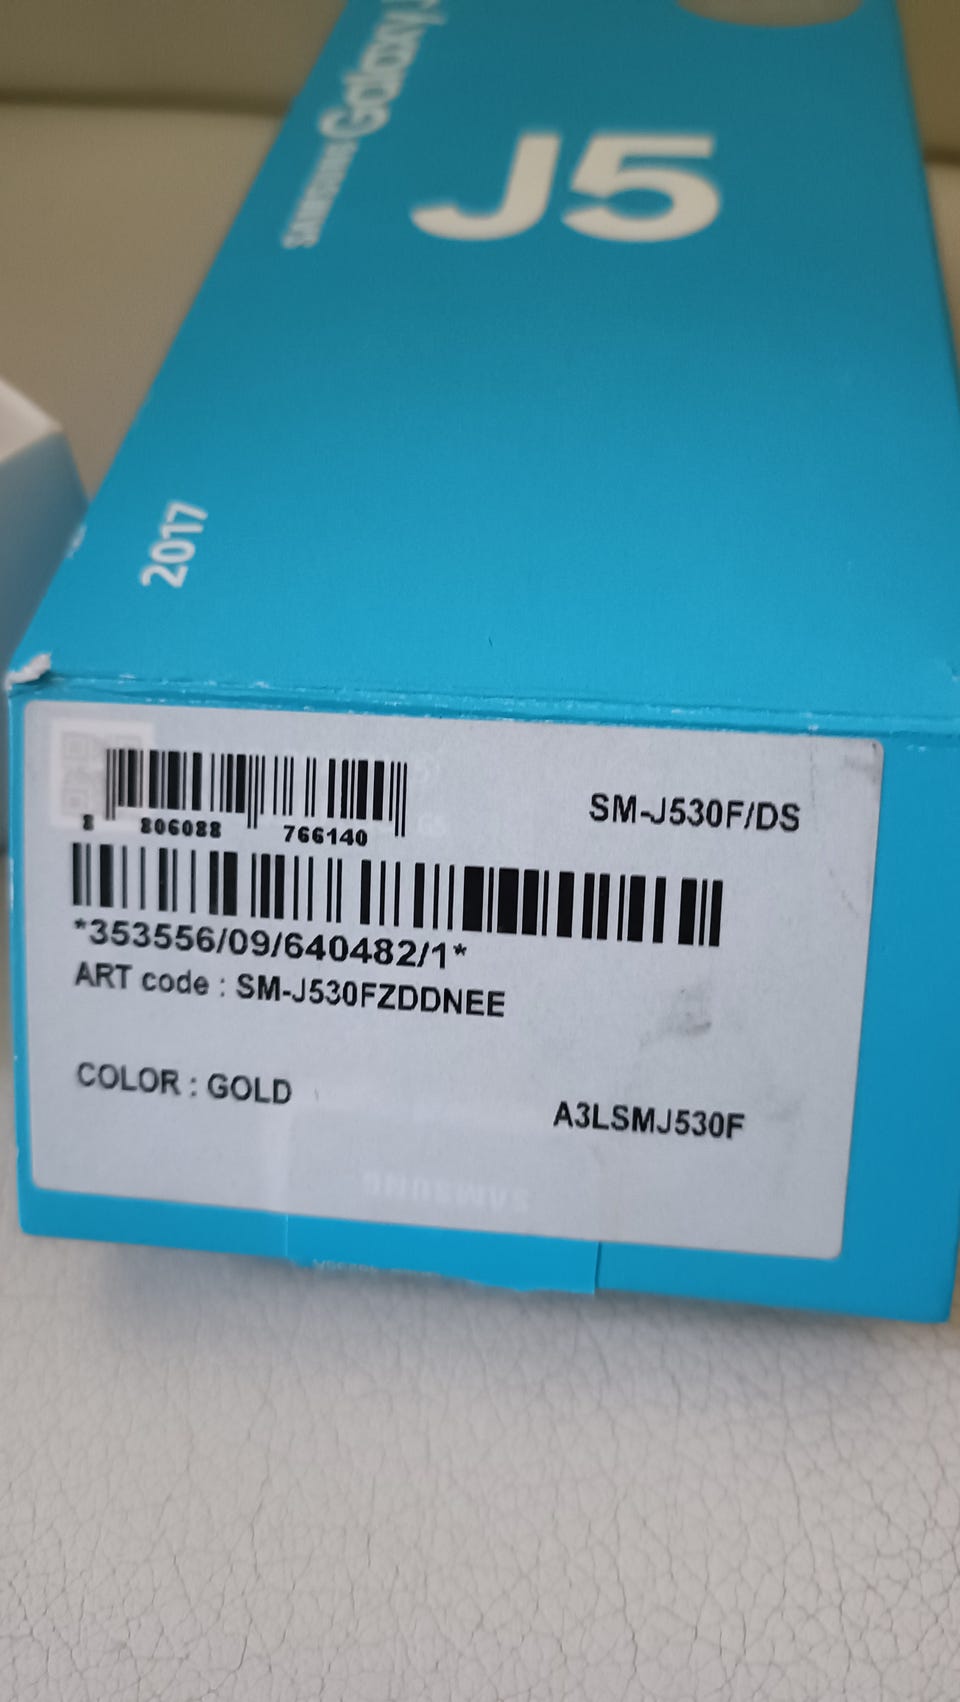 SAMSUNG Galaxy J
J5
2017
8 806088 766140
SM-J530F/DS
*353556/09/640482/1*
ART code : SM-J530FZDDNEE
COLOR : GOLD
A3LSMJ530F
SAMSUNG